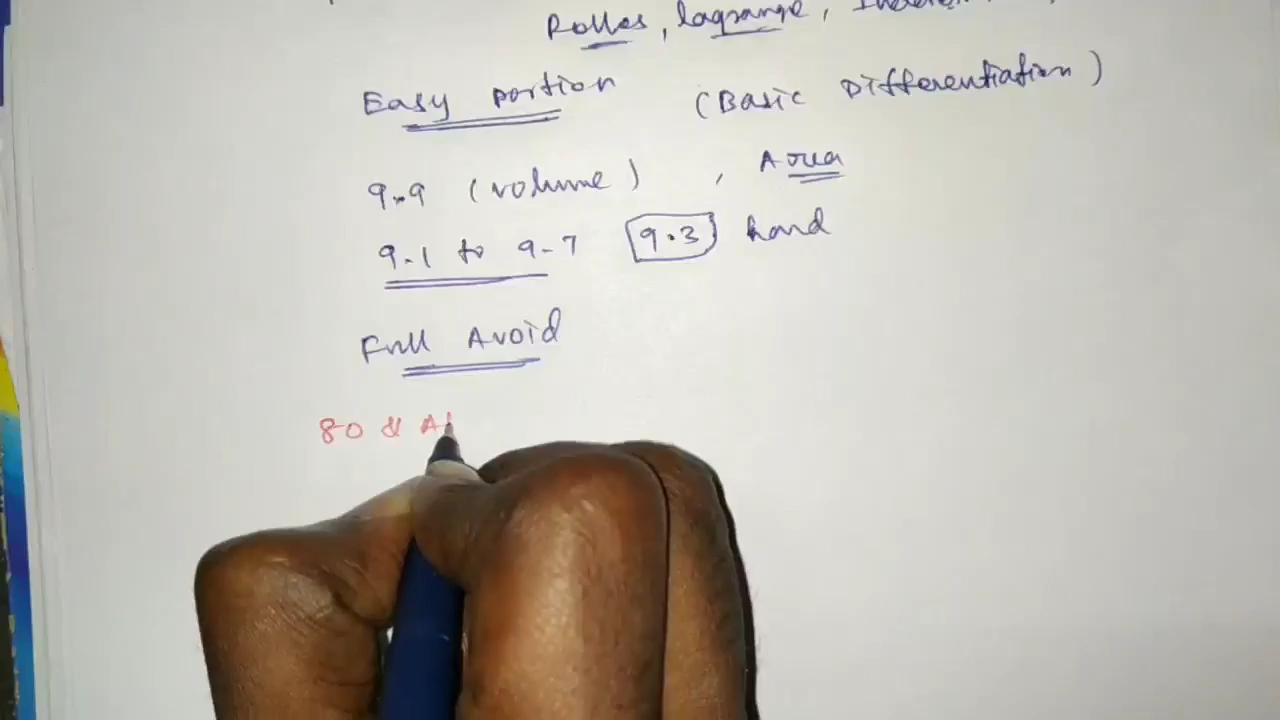 Rolles, lagrange,
Easy portion (Basic Differentiation)
9.9 (volume) , Area
9.1 to 9-7 9.3 hard
Full Avoid
80 &